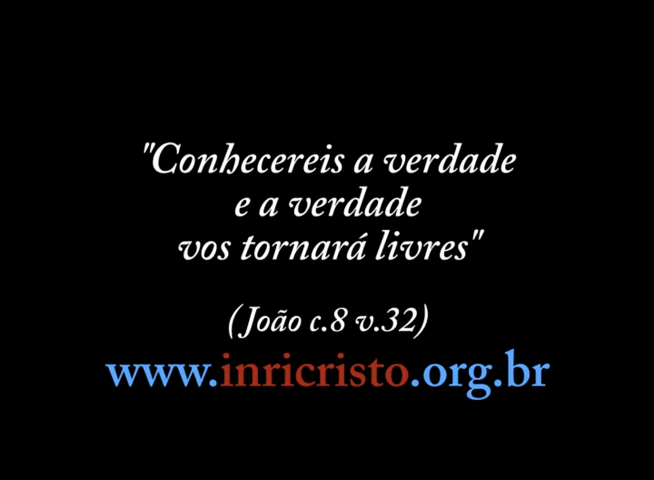 "Conhecereis a verdade
e a verdade
vos tornará livres"
(João c.8 v.32)
www.inricristo.org.br